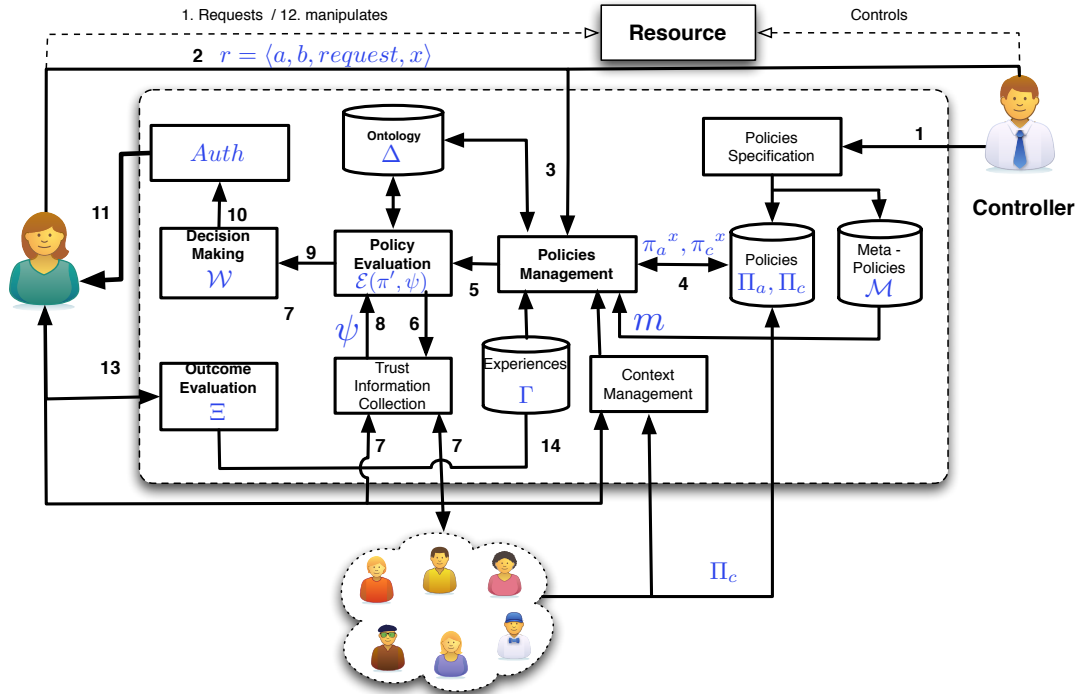 1. Requests / 12. manipulates
Controls
Resource
2 r = ⟨a, b, request, x⟩
Auth
Ontology
Δ
3
Policies
Specification
1
11
10
Controller
Decision
Making
W
9
Policy
Evaluation
ℰ(π′, ψ)
5
Policies
Management
π_a^x, π_c^x
4
Policies
Π_a, Π_c
Meta -
Policies
M
7
ψ
8
6
m
13
Outcome
Evaluation
Ξ
Trust
Information
Collection
Experiences
Γ
Context
Management
7
7
14
Π_c